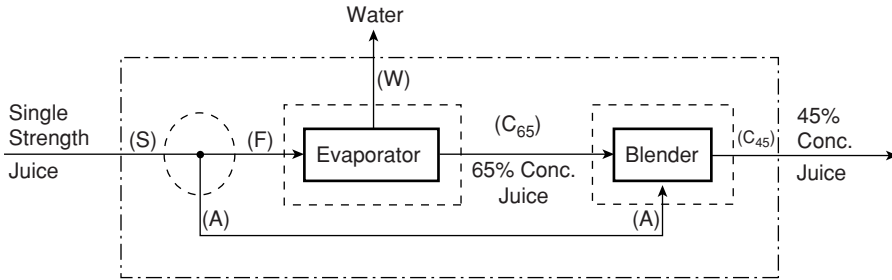 Water
(W)
Single
Strength
Juice
(S)
(F)
Evaporator
(C₆₅)
65% Conc.
Juice
Blender
(C₄₅)
45%
Conc.
Juice
(A)
(A)